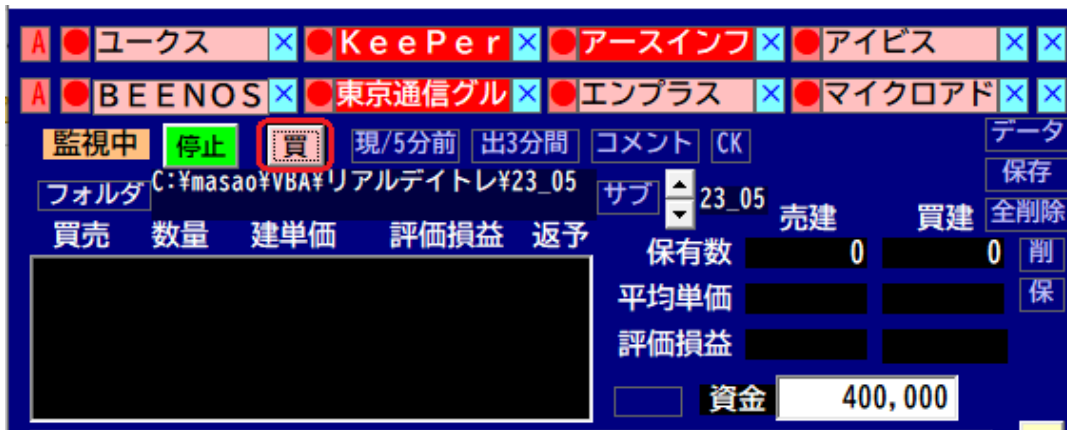 A ●ユークス × ●KeePer × ●アースインフ × ●アイビス × ×
A ●BEENOS × ●東京通信グル × ●エンプラス × ●マイクロアド × ×
監視中 停止 買 現/5分前 出3分間 コメント CK データ
保存
フォルダ C:¥masao¥VBA¥リアルデイトレ¥23_05 サブ 23_05
売建 買建 全削除
買売 数量 建単価 評価損益 返予
保有数 0 0 削
平均単価 保
評価損益
資金 400,000